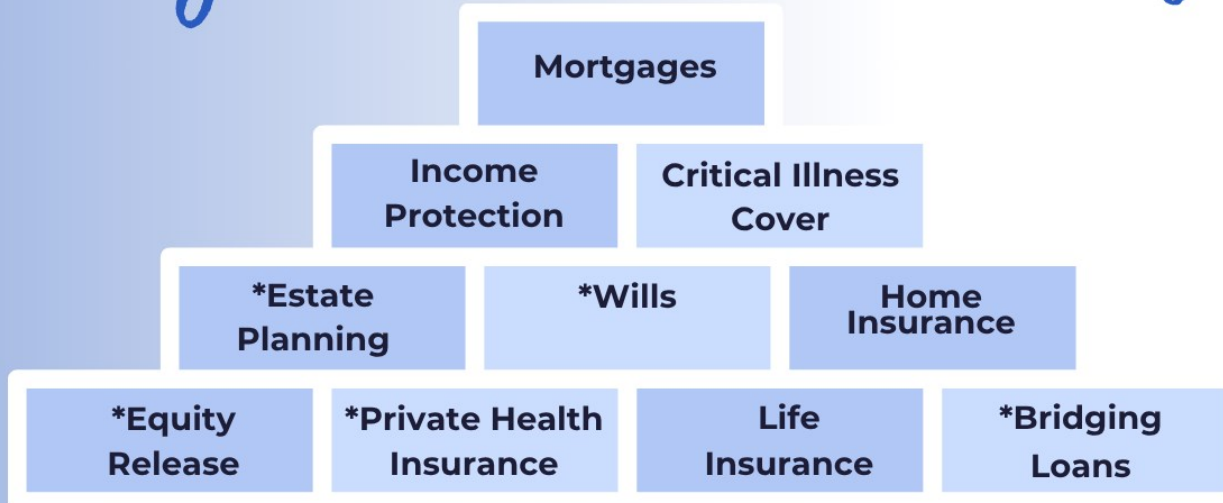 Mortgages
Income
Protection
Critical Illness
Cover
*Estate
Planning
*Wills
Home
Insurance
*Equity
Release
*Private Health
Insurance
Life
Insurance
*Bridging
Loans